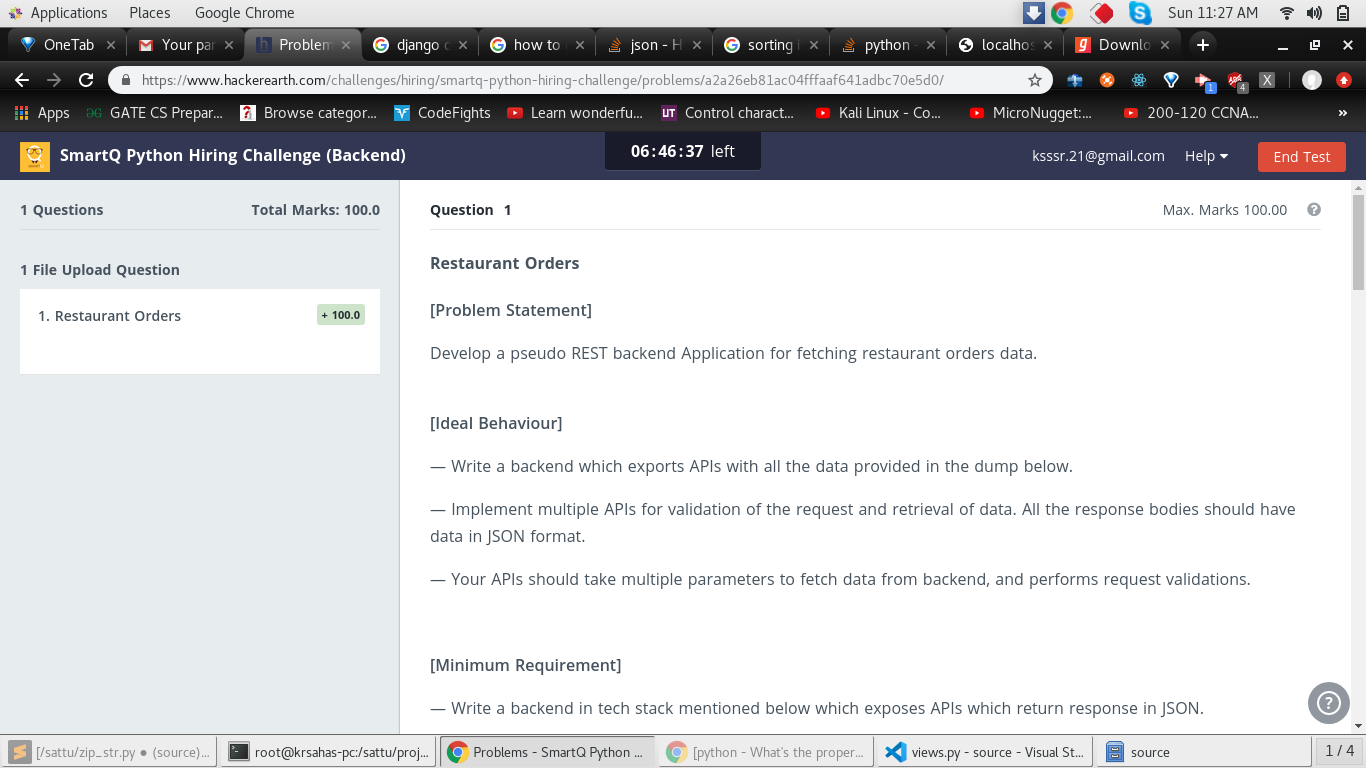 Applications Places Google Chrome Sun 11:27 AM
OneTab Your pa Problem django c how to json - H sorting python - localhos Downlo
https://www.hackerearth.com/challenges/hiring/smartq-python-hiring-challenge/problems/a2a26eb81ac04fffaaf641adbc70e5d0/ 1 4 X
Apps GATE CS Prepar... Browse categor... CodeFights Learn wonderfu... UT Control charact... Kali Linux - Co... MicroNugget:... 200-120 CCNA... »
SmartQ Python Hiring Challenge (Backend) 06:46:37 left ksssr.21@gmail.com Help End Test
1 Questions Total Marks: 100.0
Question 1 Max. Marks 100.00 ?
1 File Upload Question
1. Restaurant Orders + 100.0
Restaurant Orders
[Problem Statement]
Develop a pseudo REST backend Application for fetching restaurant orders data.
[Ideal Behaviour]
— Write a backend which exports APIs with all the data provided in the dump below.
— Implement multiple APIs for validation of the request and retrieval of data. All the response bodies should have
data in JSON format.
— Your APIs should take multiple parameters to fetch data from backend, and performs request validations.
[Minimum Requirement]
— Write a backend in tech stack mentioned below which exposes APIs which return response in JSON.
?
[/sattu/zip_str.py ● (source)... root@krsahas-pc:/sattu/proj... Problems - SmartQ Python ... [python - What's the proper... views.py - source - Visual St... source 1 / 4